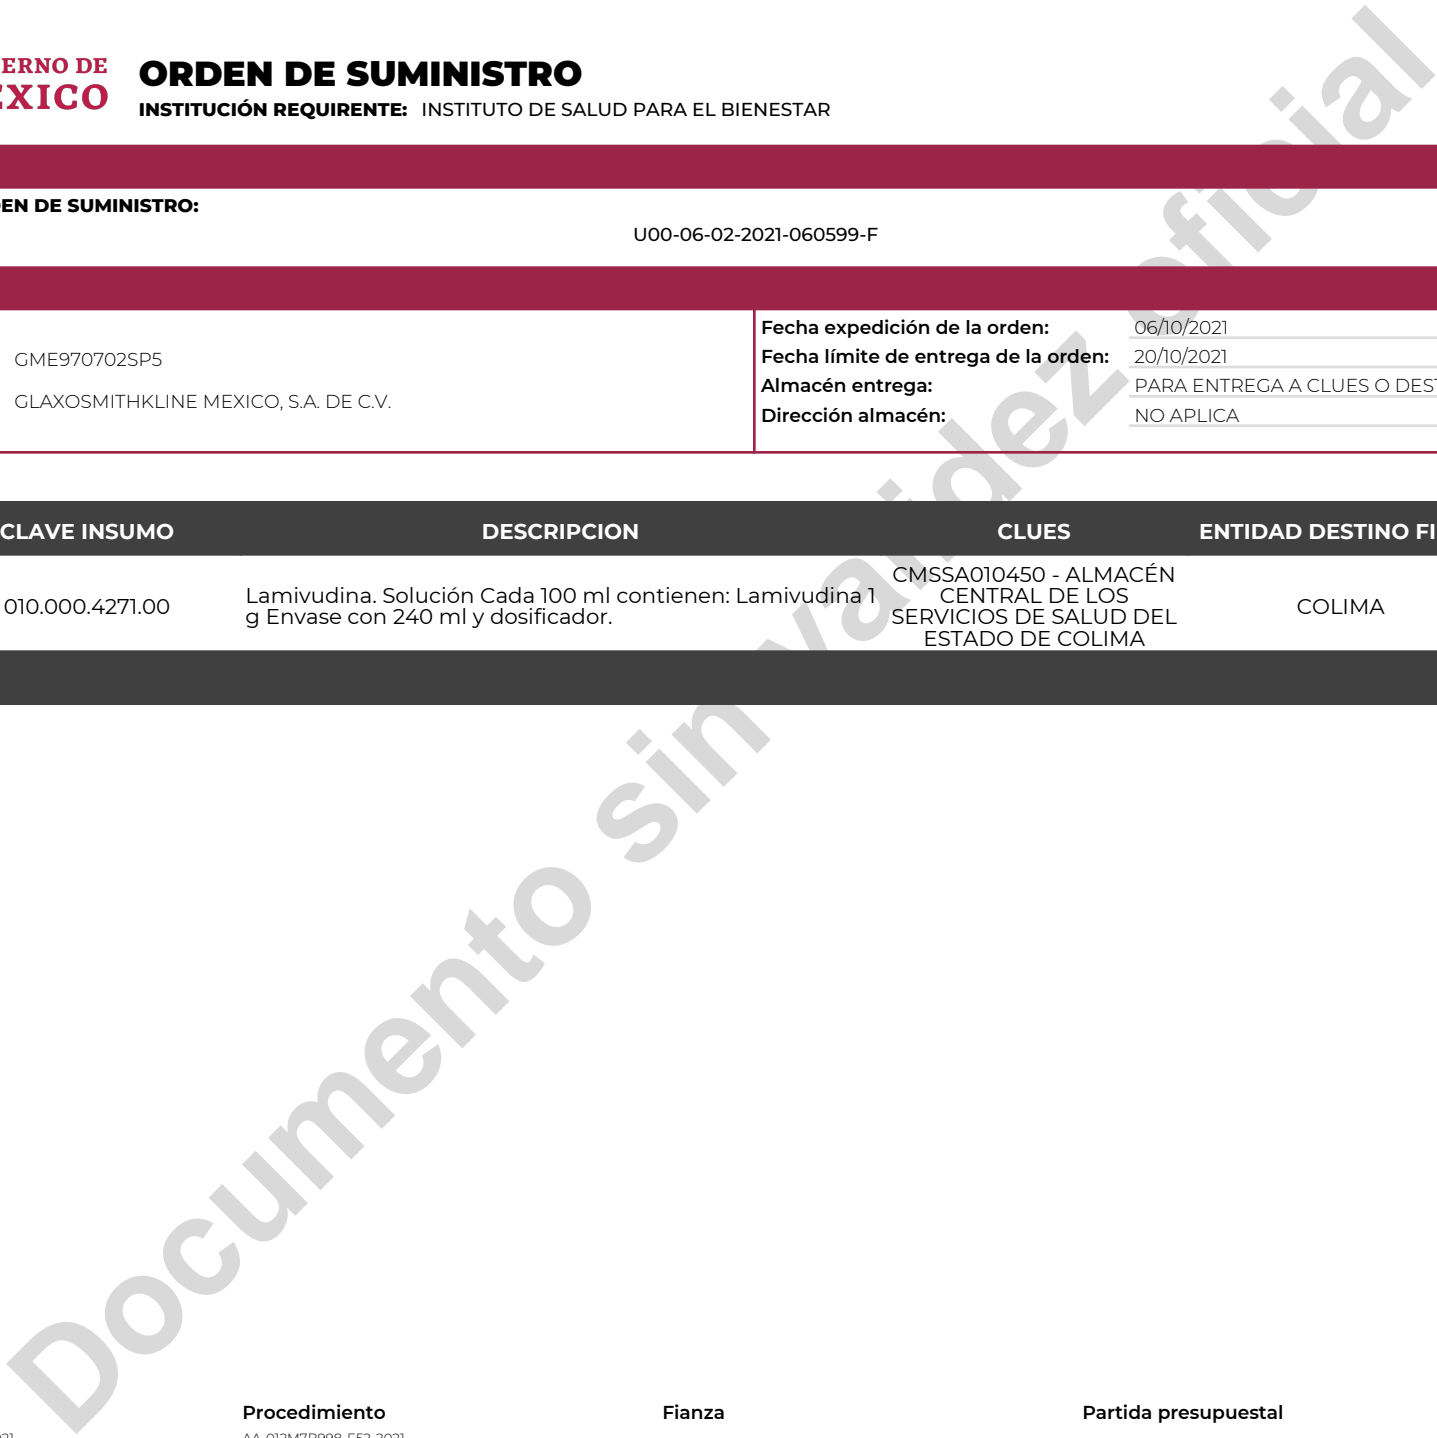 ERNO DE
ORDEN DE SUMINISTRO
EXICO
INSTITUCIÓN REQUIRENTE: INSTITUTO DE SALUD PARA EL BIENESTAR
EN DE SUMINISTRO:
U00-06-02-2021-060599-F
GME970702SP5
GLAXOSMITHKLINE MEXICO, S.A. DE C.V.
Fecha expedición de la orden: 06/10/2021
Fecha límite de entrega de la orden: 20/10/2021
Almacén entrega: PARA ENTREGA A CLUES O DEST
Dirección almacén: NO APLICA
CLAVE INSUMO DESCRIPCION CLUES ENTIDAD DESTINO FI
010.000.4271.00
Lamivudina. Solución Cada 100 ml contienen: Lamivudina 1
g Envase con 240 ml y dosificador.
CMSSA010450 - ALMACÉN
CENTRAL DE LOS
SERVICIOS DE SALUD DEL
ESTADO DE COLIMA
COLIMA
Documento sin validez oficial
Procedimiento Fianza Partida presupuestal